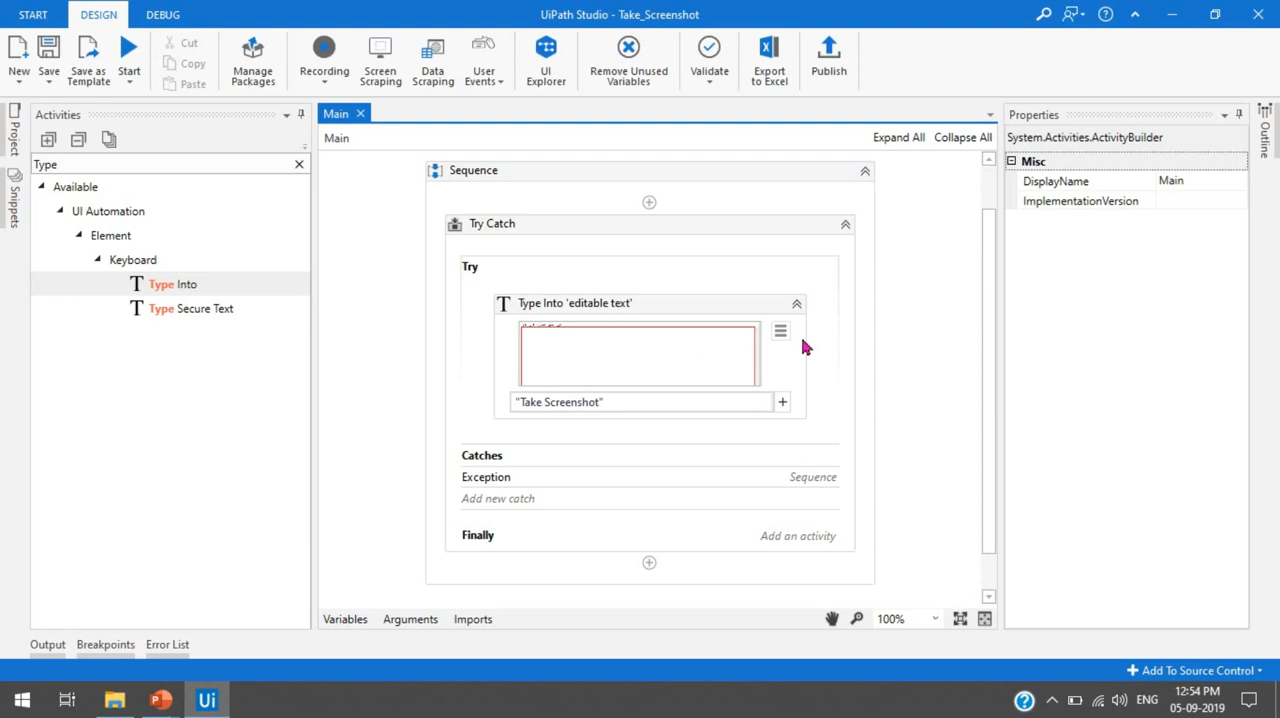 START DESIGN DEBUG UiPath Studio - Take_Screenshot
New Save Save as Template Start
Cut
Copy
Paste
Manage Packages
Recording
Screen Scraping
Data Scraping
User Events
UI Explorer
Remove Unused Variables
Validate
Export to Excel
Publish
Project
Snippets
Activities
Type
Available
UI Automation
Element
Keyboard
T Type Into
T Type Secure Text
Main
Main Expand All Collapse All
Sequence
Try Catch
Try
T Type Into 'editable text'
"Take Screenshot"
Catches
Exception Sequence
Add new catch
Finally Add an activity
Variables Arguments Imports 100%
Properties
System.Activities.ActivityBuilder
Misc
DisplayName Main
ImplementationVersion
Outline
Output Breakpoints Error List
Add To Source Control
Ui
ENG
12:54 PM
05-09-2019